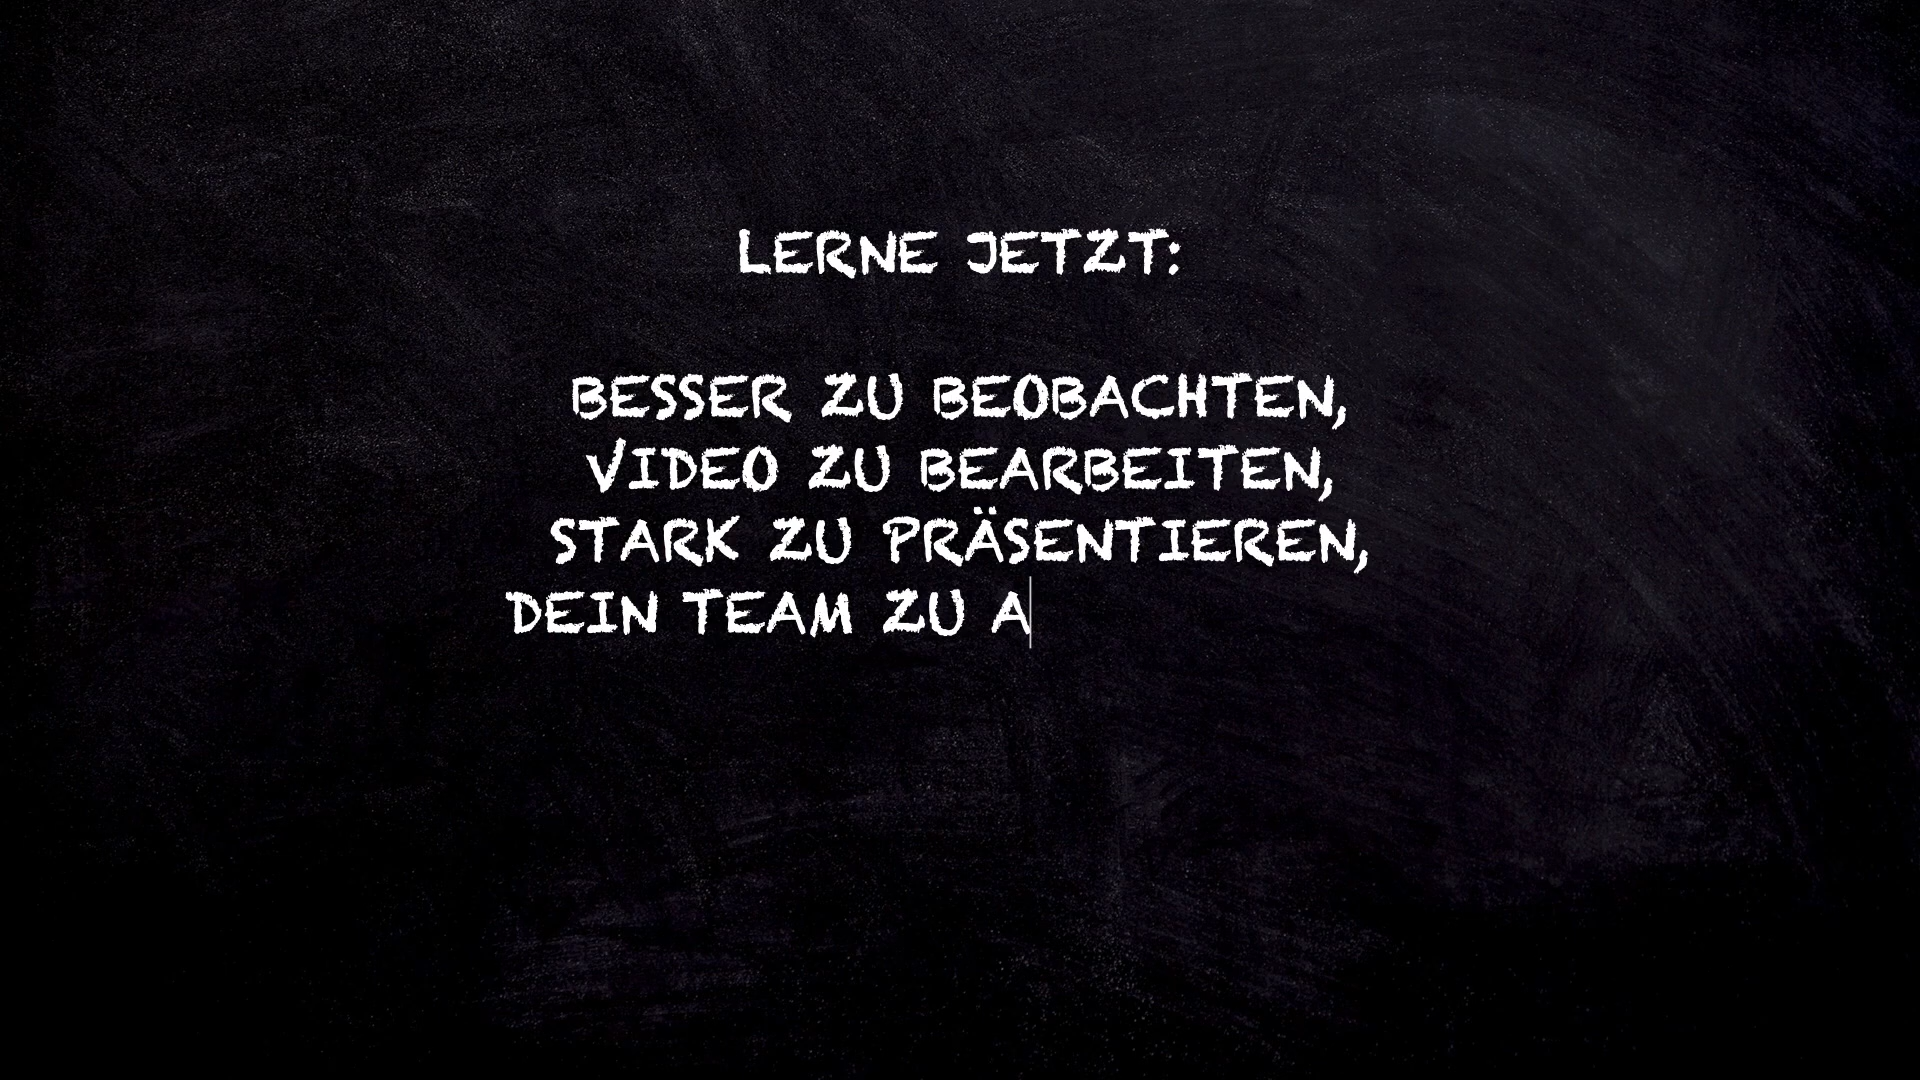 LERNE JETZT:
BESSER ZU BEOBACHTEN,
VIDEO ZU BEARBEITEN,
STARK ZU PRÄSENTIEREN,
DEIN TEAM ZU A